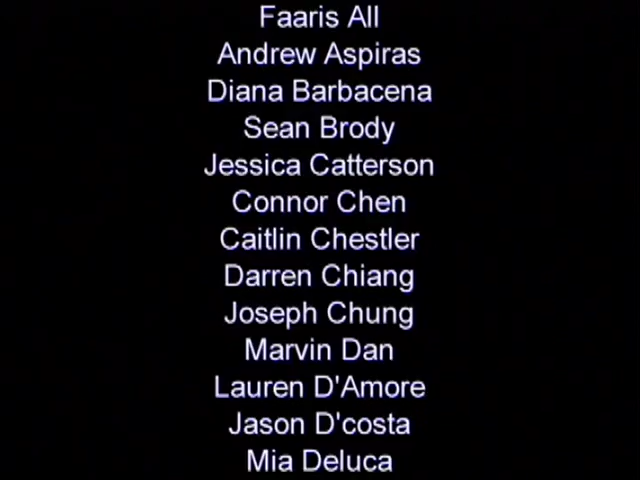 Faaris All
Andrew Aspiras
Diana Barbacena
Sean Brody
Jessica Catterson
Connor Chen
Caitlin Chestler
Darren Chiang
Joseph Chung
Marvin Dan
Lauren D'Amore
Jason D'costa
Mia Deluca